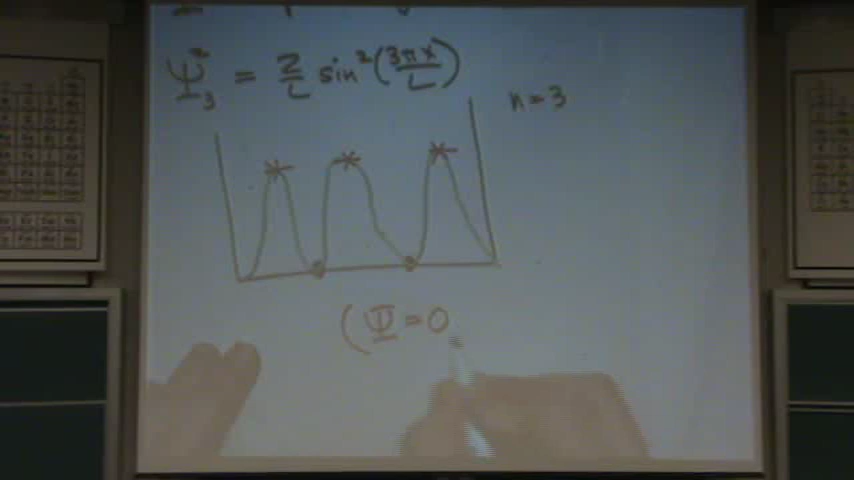 Ψ₃² = 2/L sin²(3πx/L)
n = 3
(Ψ = 0